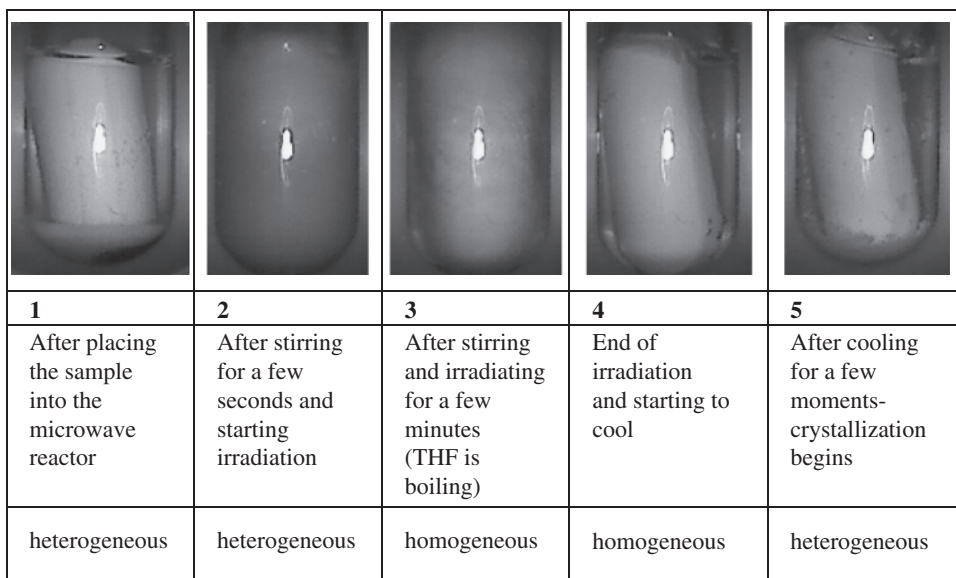 1
2
3
4
5
After placing
the sample
into the
microwave
reactor
After stirring
for a few
seconds and
starting
irradiation
After stirring
and irradiating
for a few
minutes
(THF is
boiling)
End of
irradiation
and starting to
cool
After cooling
for a few
moments-
crystallization
begins
heterogeneous
heterogeneous
homogeneous
homogeneous
heterogeneous